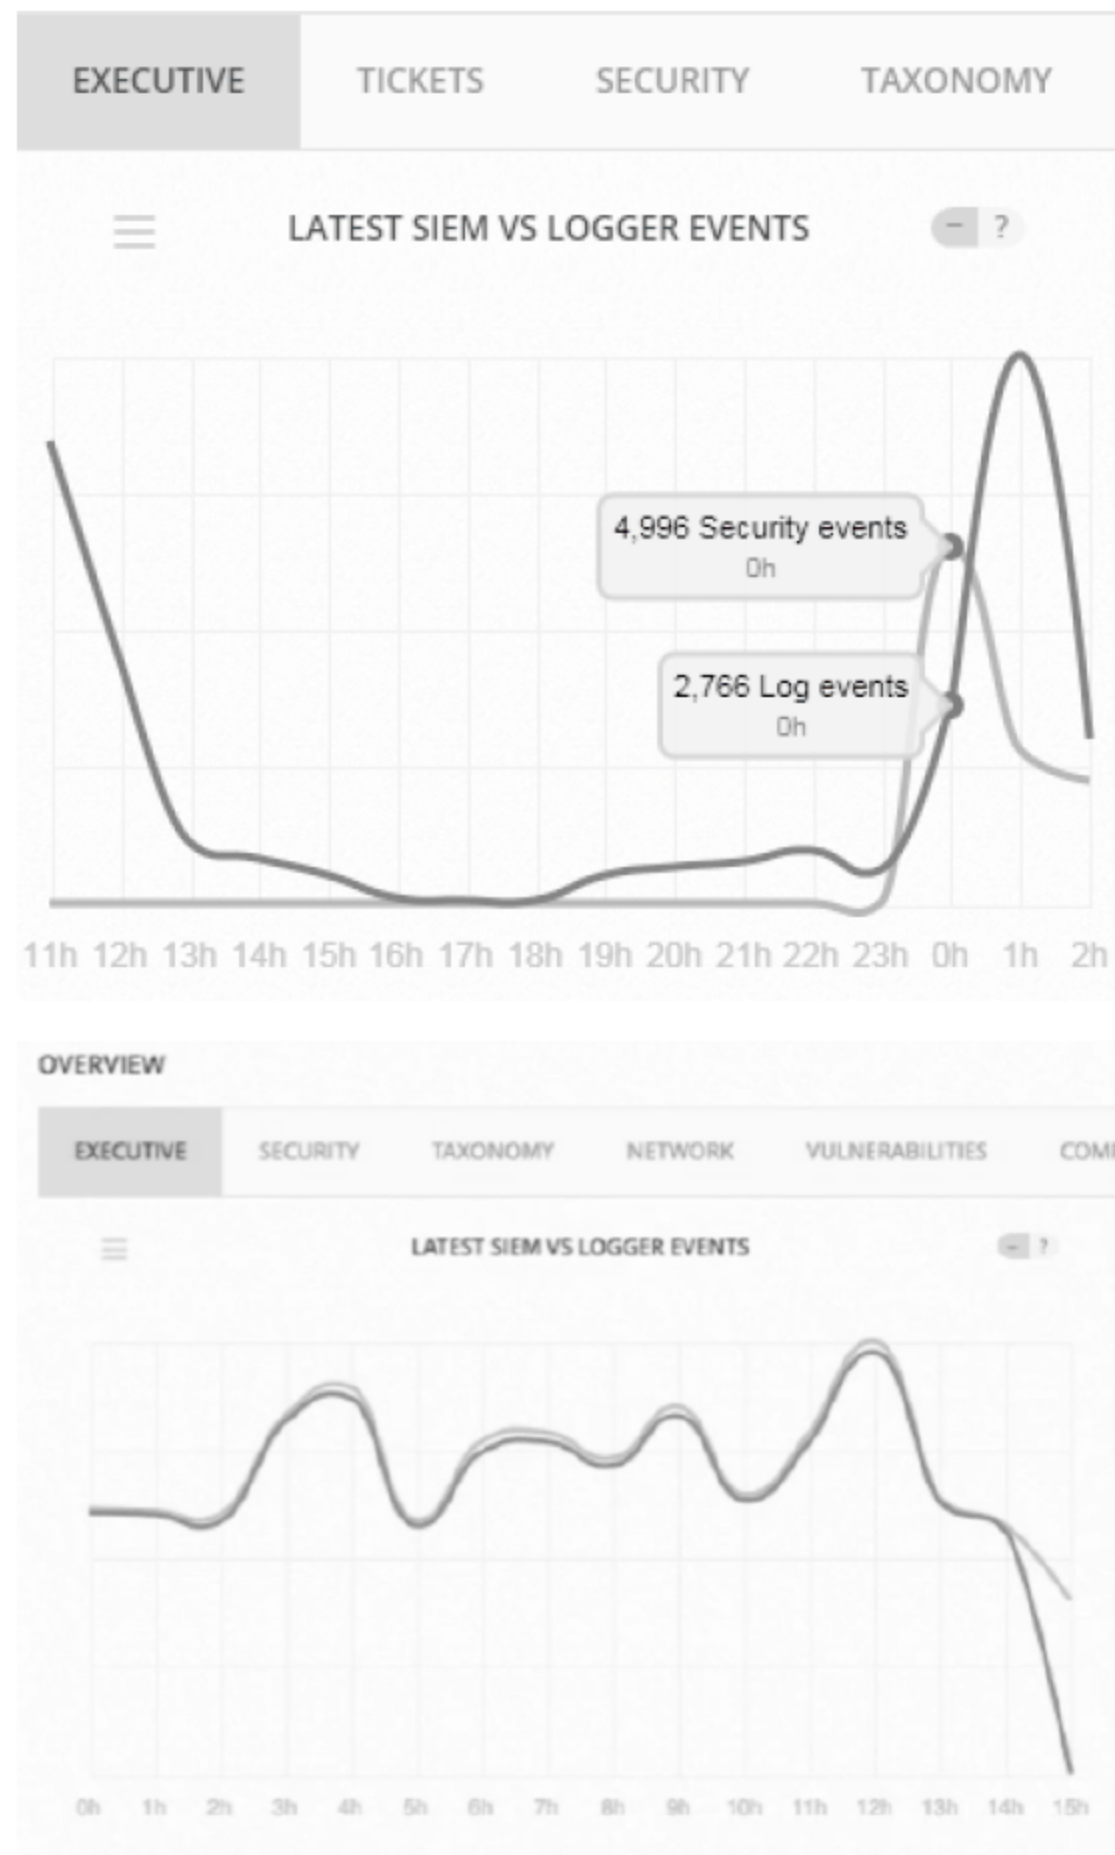 EXECUTIVE TICKETS SECURITY TAXONOMY
LATEST SIEM VS LOGGER EVENTS
− ?
4,996 Security events
0h
2,766 Log events
0h
11h 12h 13h 14h 15h 16h 17h 18h 19h 20h 21h 22h 23h 0h 1h 2h
OVERVIEW
EXECUTIVE SECURITY TAXONOMY NETWORK VULNERABILITIES COM
LATEST SIEM VS LOGGER EVENTS
− ?
0h 1h 2h 3h 4h 5h 6h 7h 8h 9h 10h 11h 12h 13h 14h 15h